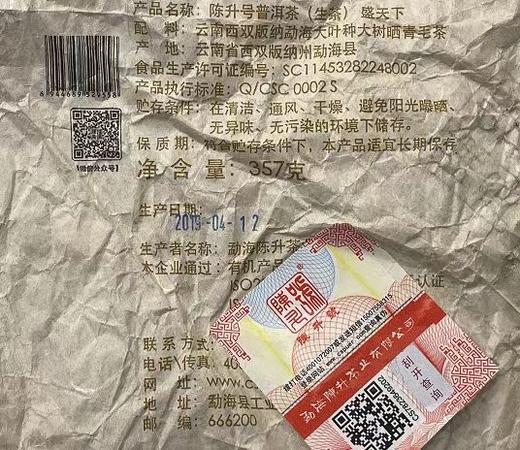 产品名称：陈升号普洱茶（生茶）盛天下
配　料：云南西双版纳勐海大叶种大树晒青毛茶
产　地：云南省西双版纳州勐海县
食品生产许可证编号：SC11453282248002
产品执行标准：Q/CSC 0002 S
贮存条件：在清洁、通风、干燥、避免阳光曝晒、
无异味、无污染的环境下储存。
保 质 期：符合贮存条件下，本产品适宜长期保存
净 含 量：357克
微信公众号
生产日期：
2019-04-12
生产者名称：勐海陈升茶
本企业通过：有机产品
认证
联系方式：
电话\传真：40
网　址：www.c
地　址：勐海县工业
邮　编：666200
陈升号
勐海陈升茶业有限公司
刮开查询